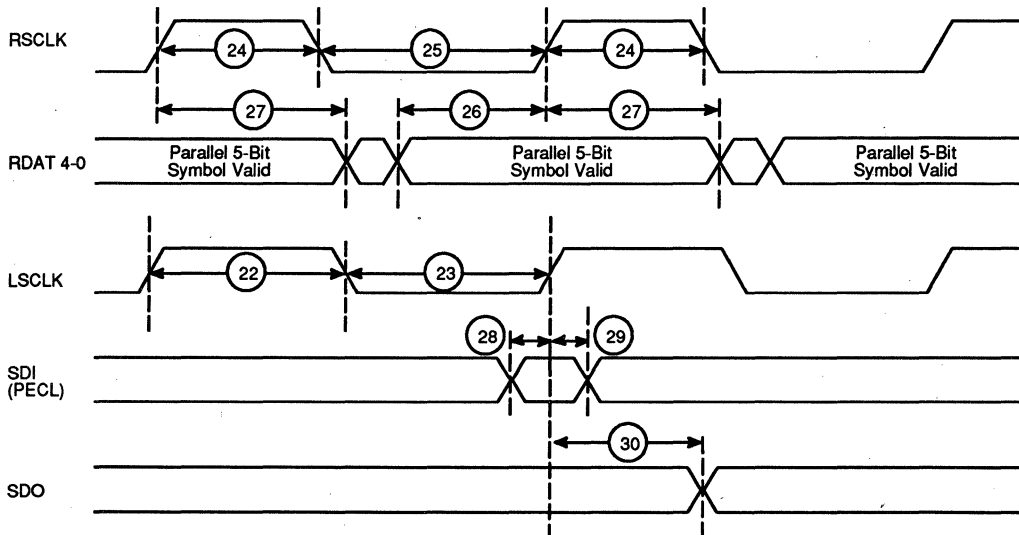 RSCLK
24
25
24
27
26
27
RDAT 4-0
Parallel 5-Bit
Symbol Valid
Parallel 5-Bit
Symbol Valid
Parallel 5-Bit
Symbol Valid
LSCLK
22
23
28
29
SDI
(PECL)
30
SDO